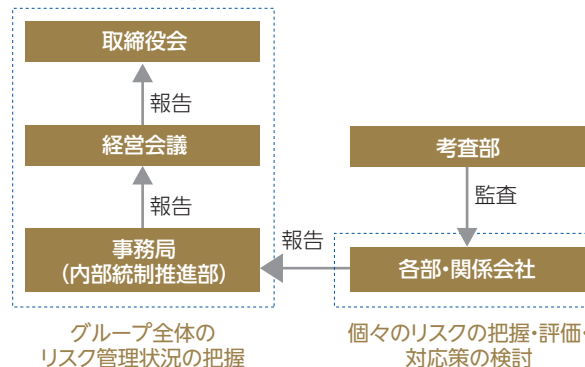 取締役会
報告
経営会議
報告
事務局
（内部統制推進部）
グループ全体の
リスク管理状況の把握
考査部
監査
報告
各部・関係会社
個々のリスクの把握・評価・
対応策の検討